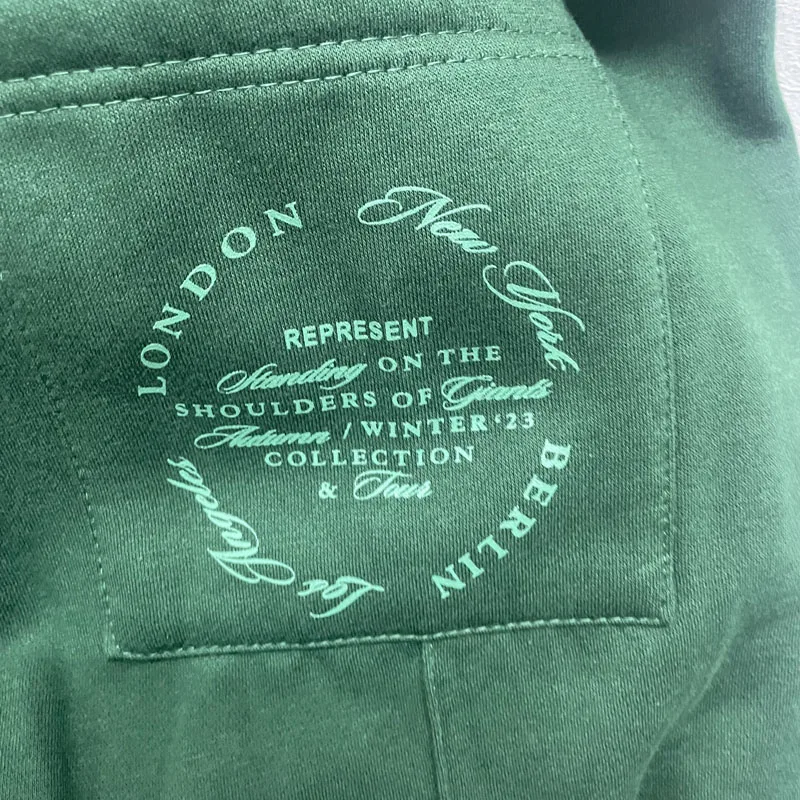 LONDON
New York
BERLIN
Los Angeles
REPRESENT
Standing ON THE
SHOULDERS OF Giants
Autumn / WINTER '23
COLLECTION
& Tour